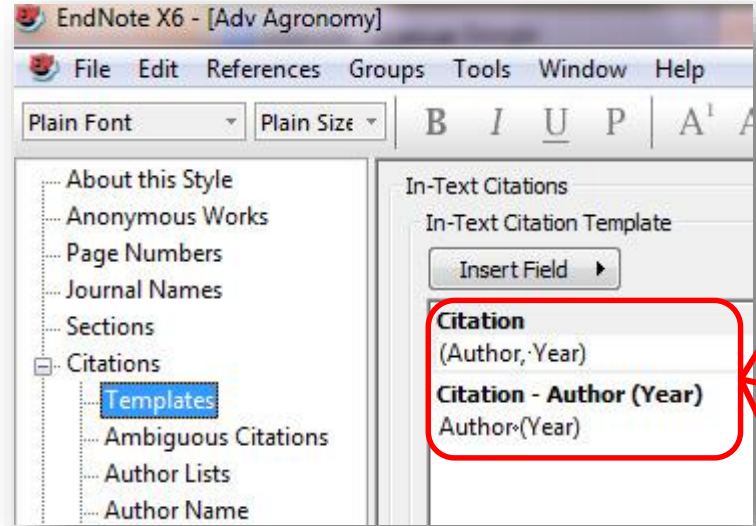 EndNote X6 - [Adv Agronomy]
File Edit References Groups Tools Window Help
Plain Font Plain Size B I U P A1
About this Style
Anonymous Works
Page Numbers
Journal Names
Sections
Citations
Templates
Ambiguous Citations
Author Lists
Author Name
In-Text Citations
In-Text Citation Template
Insert Field
Citation
(Author,·Year)
Citation - Author (Year)
Author·(Year)